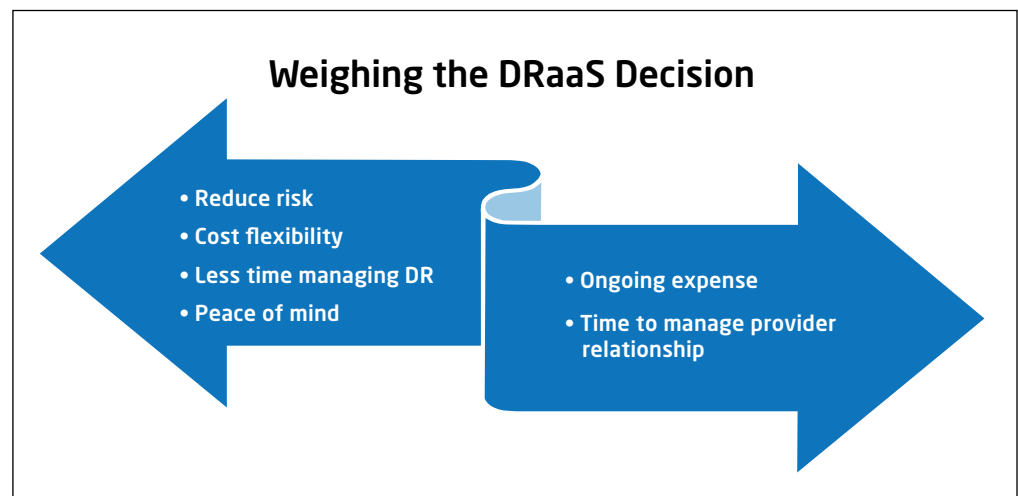 Weighing the DRaaS Decision
• Reduce risk
• Cost flexibility
• Less time managing DR
• Peace of mind
• Ongoing expense
• Time to manage provider
relationship